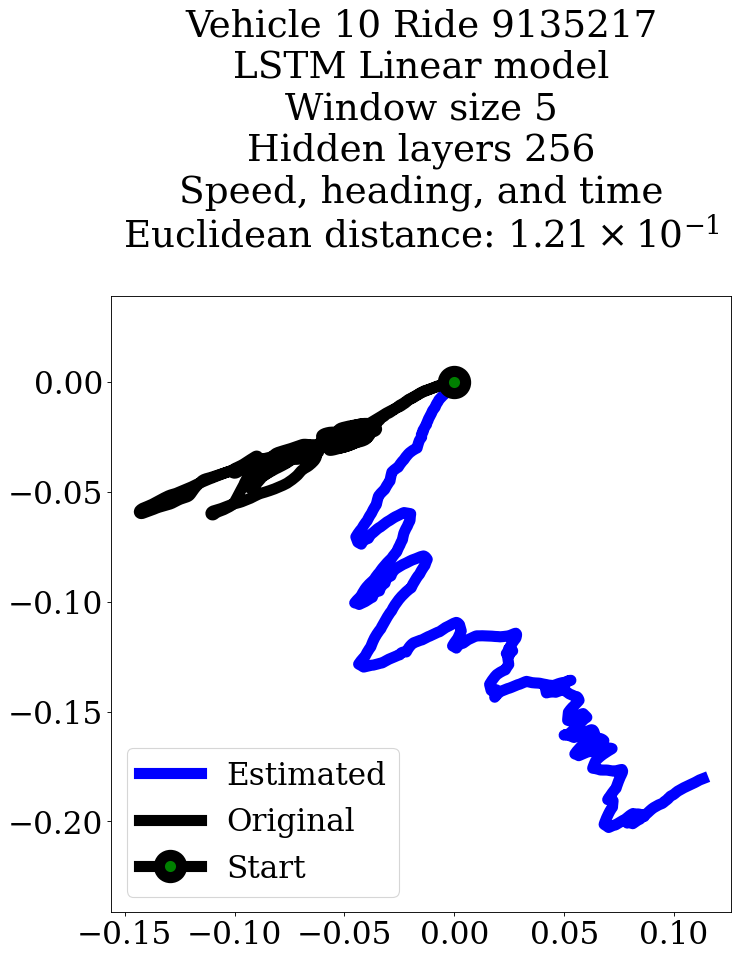 Vehicle 10 Ride 9135217
LSTM Linear model
Window size 5
Hidden layers 256
Speed, heading, and time
Euclidean distance: 1.21 × 10⁻¹
0.00
−0.05
−0.10
−0.15
−0.20
Estimated
Original
Start
−0.15 −0.10 −0.05 0.00 0.05 0.10